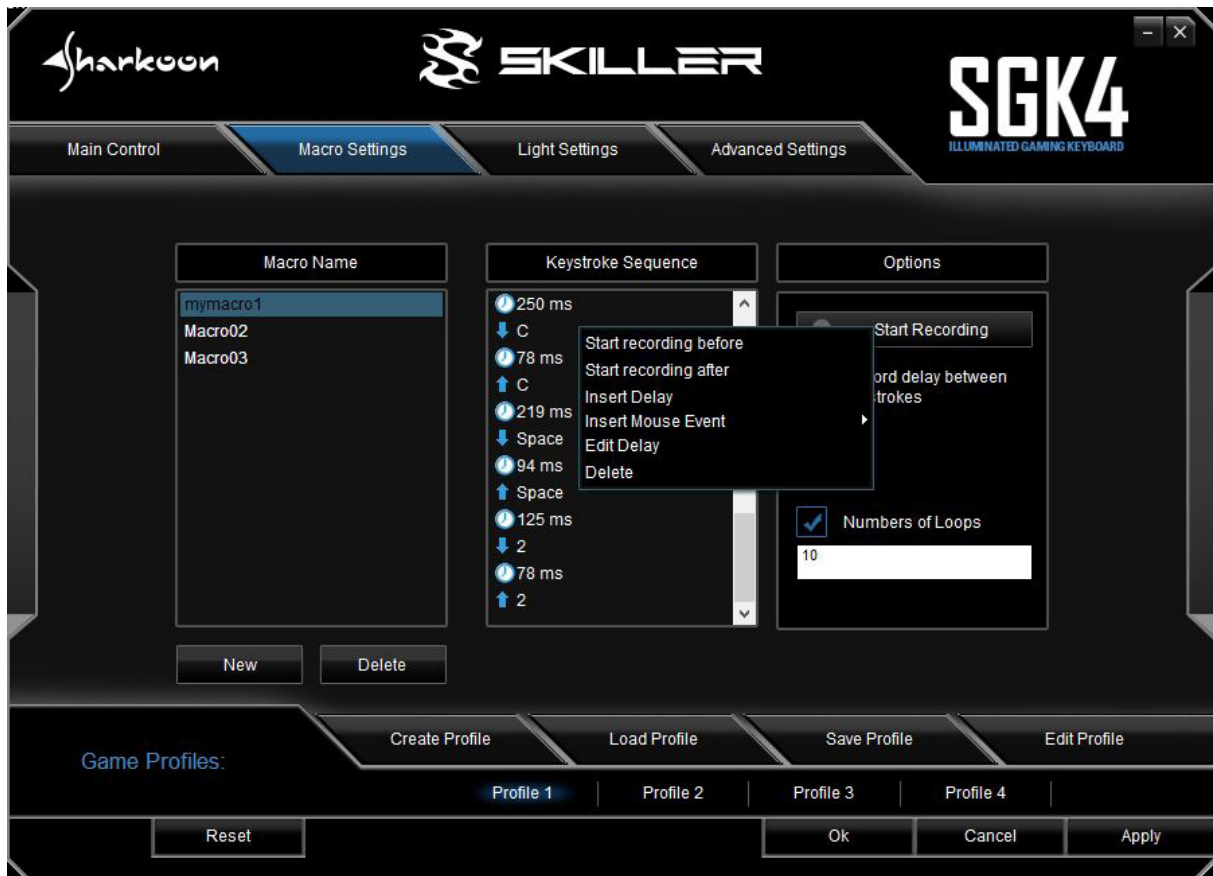 Sharkoon
SKILLER
SGK4
ILLUMINATED GAMING KEYBOARD
Main Control
Macro Settings
Light Settings
Advanced Settings
Macro Name
mymacro1
Macro02
Macro03
New
Delete
Keystroke Sequence
250 ms
C
78 ms
C
219 ms
Space
94 ms
Space
125 ms
2
78 ms
2
Start recording before
Start recording after
Insert Delay
Insert Mouse Event
Edit Delay
Delete
Options
Start Recording
ord delay between
trokes
Numbers of Loops
10
Game Profiles:
Create Profile
Load Profile
Save Profile
Edit Profile
Profile 1
Profile 2
Profile 3
Profile 4
Reset
Ok
Cancel
Apply